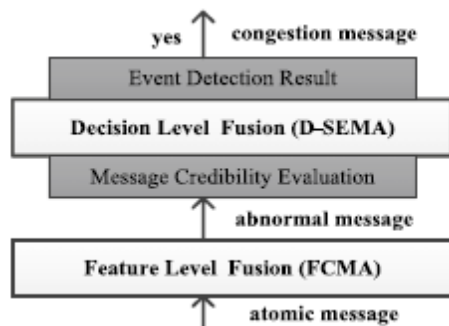 yes congestion message
Event Detection Result
Decision Level Fusion (D-SEMA)
Message Credibility Evaluation
abnormal message
Feature Level Fusion (FCMA)
atomic message